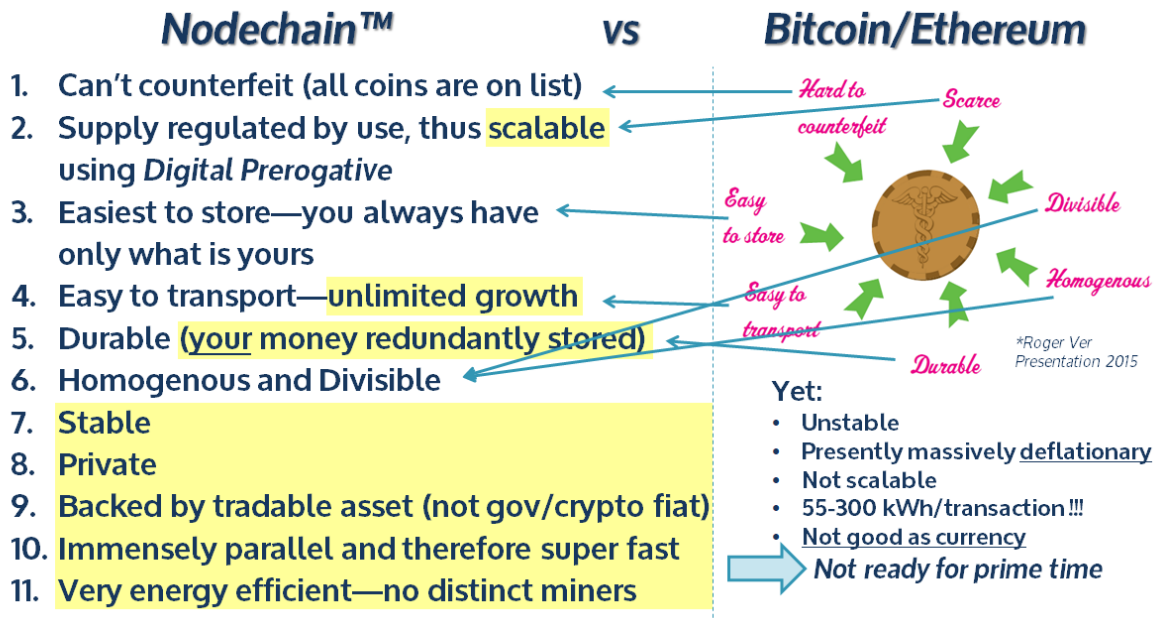 Nodechain™ vs Bitcoin/Ethereum
1. Can't counterfeit (all coins are on list)
2. Supply regulated by use, thus scalable
using Digital Prerogative
3. Easiest to store—you always have
only what is yours
4. Easy to transport—unlimited growth
5. Durable (your money redundantly stored)
6. Homogenous and Divisible
7. Stable
8. Private
9. Backed by tradable asset (not gov/crypto fiat)
10. Immensely parallel and therefore super fast
11. Very energy efficient—no distinct miners
Hard to
counterfeit
Scarce
Easy
to store
Divisible
Easy to
transport
Homogenous
Durable
*Roger Ver
Presentation 2015
Yet:
• Unstable
• Presently massively deflationary
• Not scalable
• 55-300 kWh/transaction !!!
• Not good as currency
Not ready for prime time